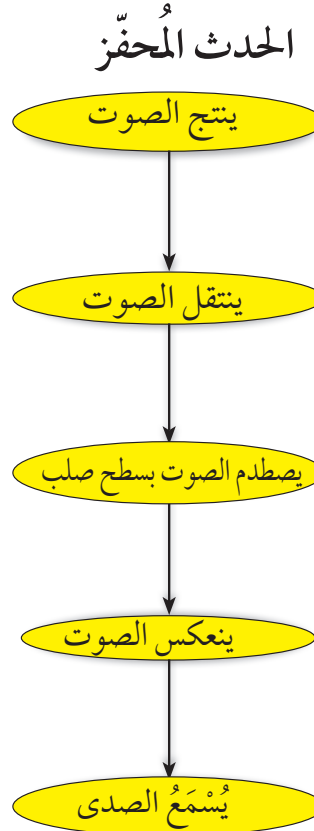 الحدث المُحفّز
ينتج الصوت
ينتقل الصوت
يصطدم الصوت بسطح صلب
ينعكس الصوت
يُسْمَعُ الصدى